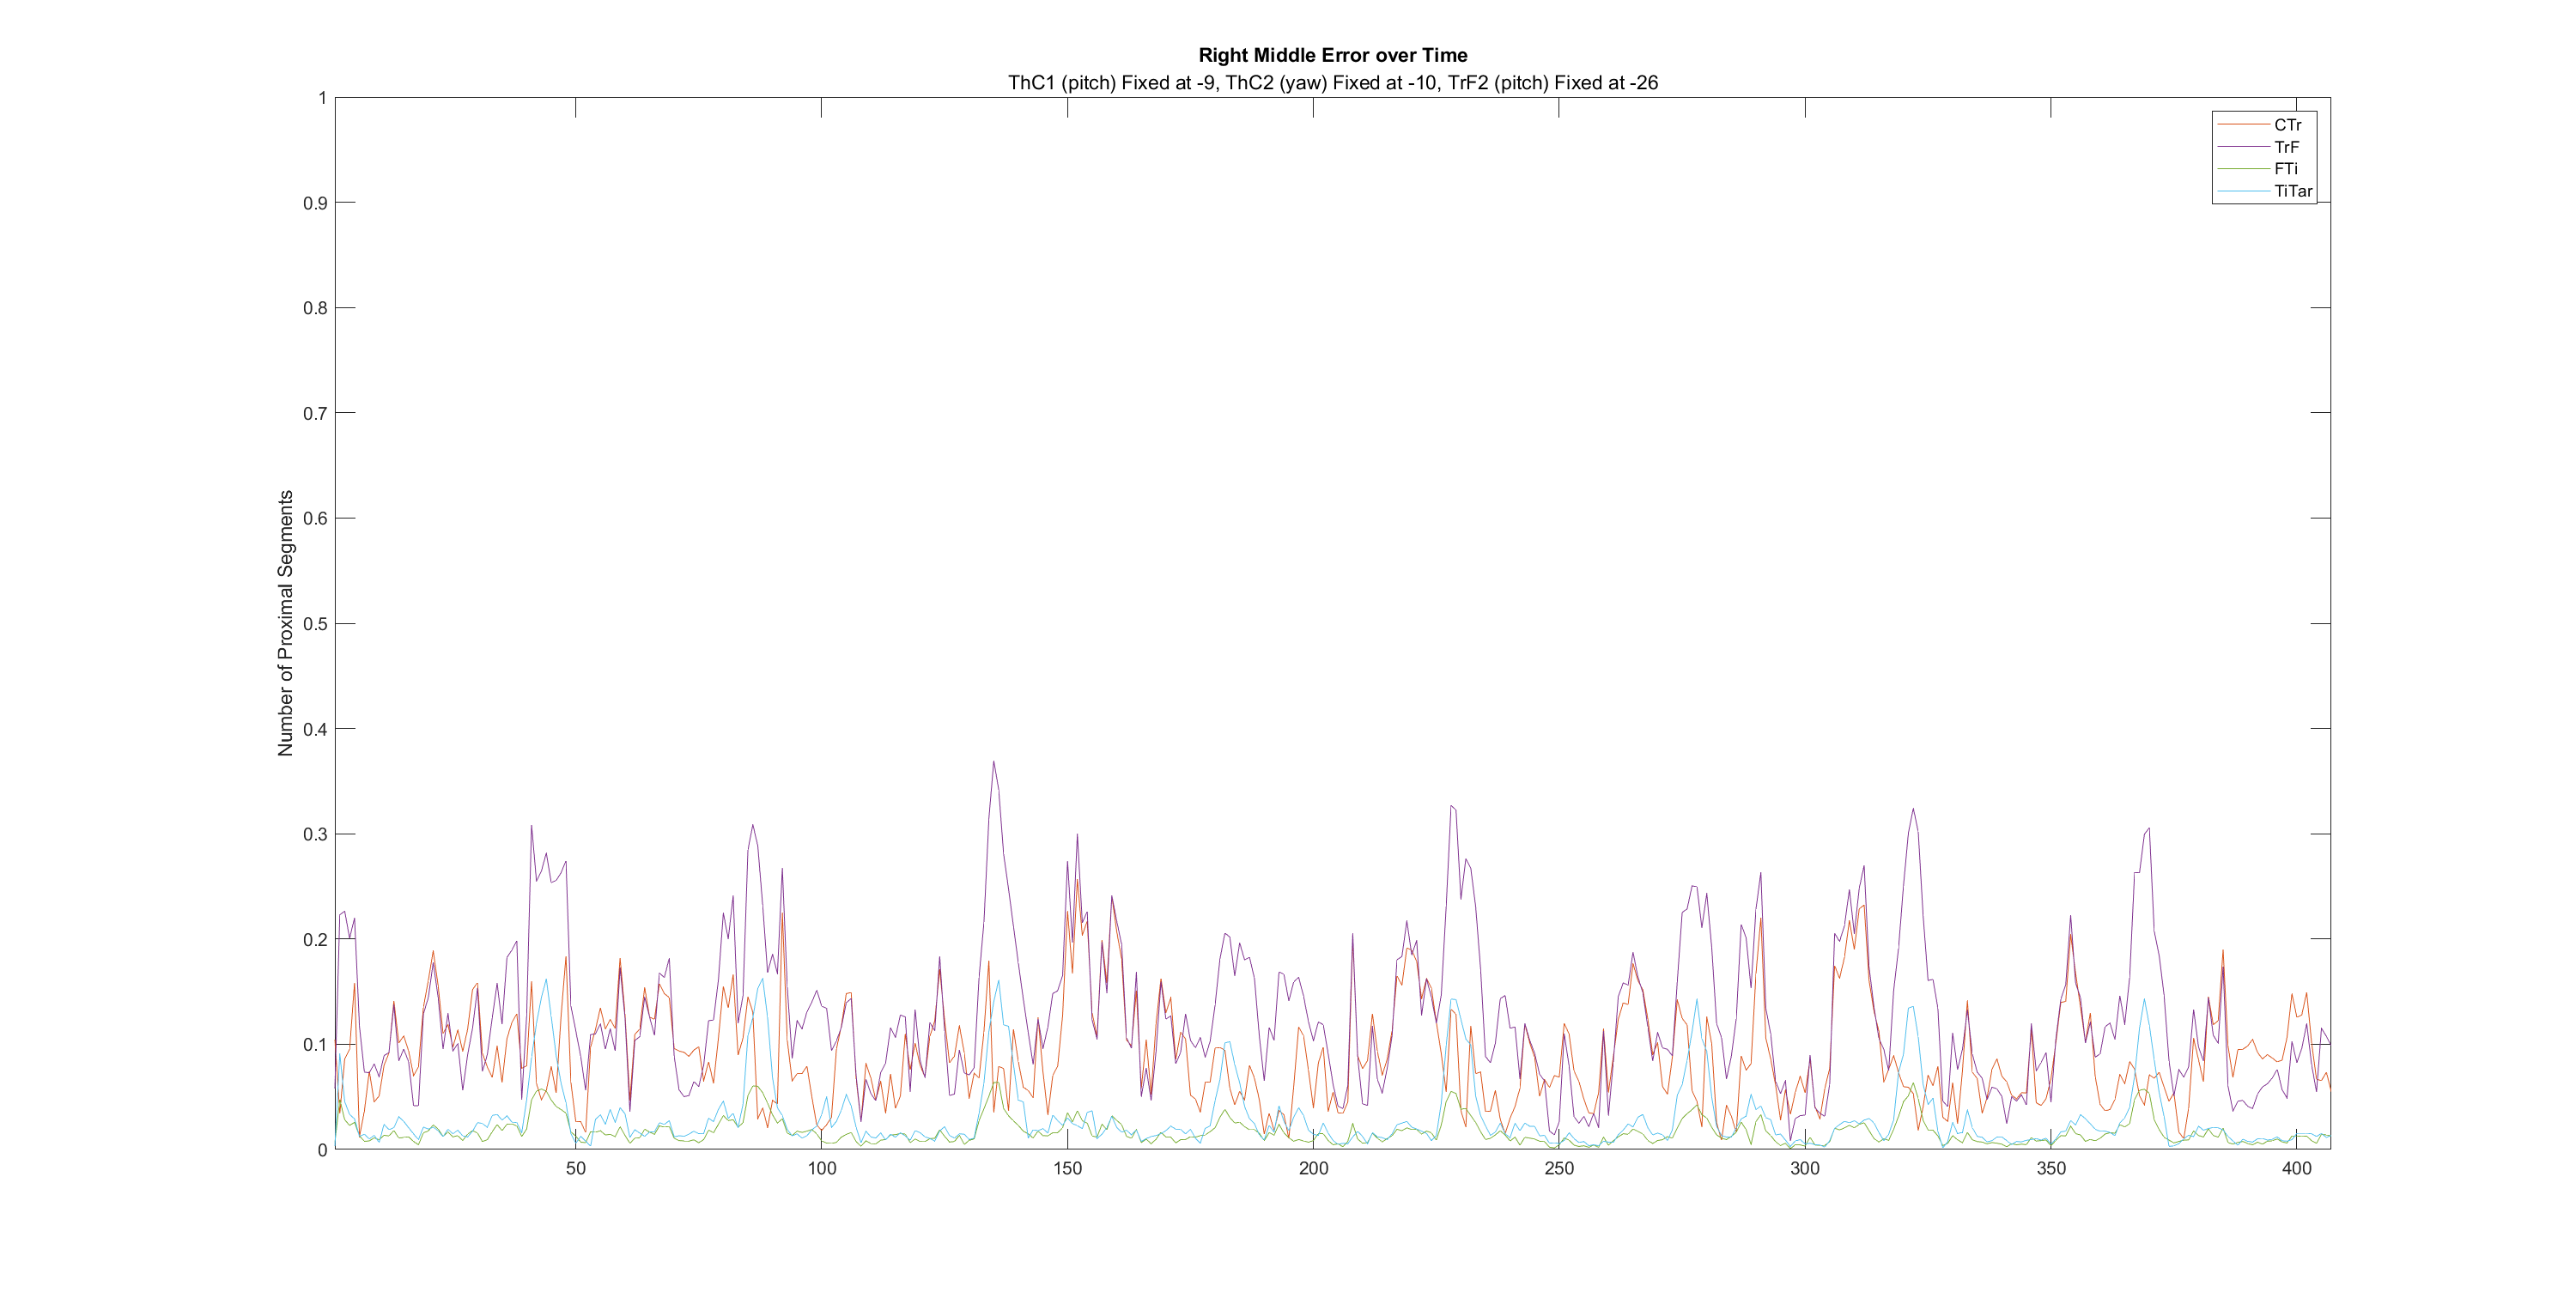 Right Middle Error over Time
ThC1 (pitch) Fixed at -9, ThC2 (yaw) Fixed at -10, TrF2 (pitch) Fixed at -26
1
0.9
0.8
0.7
0.6
0.5
0.4
0.3
0.2
0.1
0
Number of Proximal Segments
CTr
TrF
FTi
TiTar
50 100 150 200 250 300 350 400